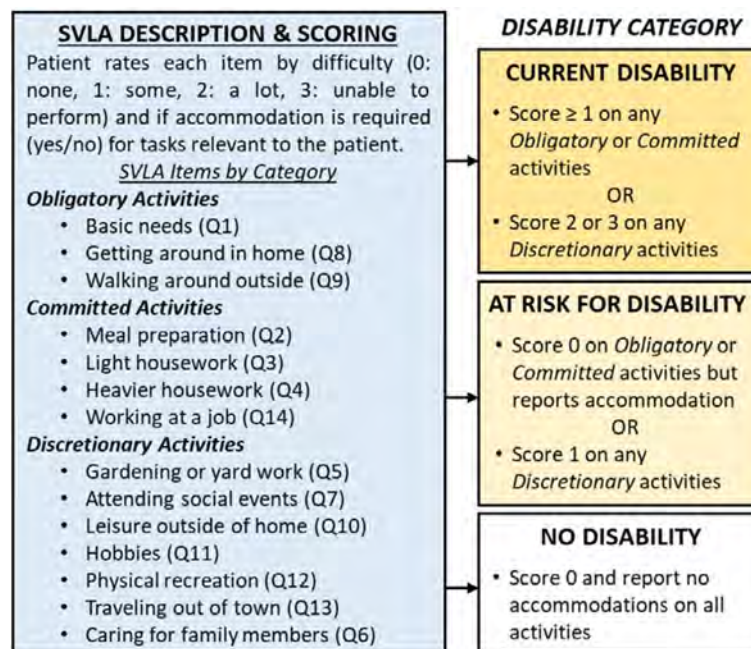 SVLA DESCRIPTION & SCORING
Patient rates each item by difficulty (0:
none, 1: some, 2: a lot, 3: unable to
perform) and if accommodation is required
(yes/no) for tasks relevant to the patient.
SVLA Items by Category
Obligatory Activities
• Basic needs (Q1)
• Getting around in home (Q8)
• Walking around outside (Q9)
Committed Activities
• Meal preparation (Q2)
• Light housework (Q3)
• Heavier housework (Q4)
• Working at a job (Q14)
Discretionary Activities
• Gardening or yard work (Q5)
• Attending social events (Q7)
• Leisure outside of home (Q10)
• Hobbies (Q11)
• Physical recreation (Q12)
• Traveling out of town (Q13)
• Caring for family members (Q6)
DISABILITY CATEGORY
CURRENT DISABILITY
• Score ≥ 1 on any
Obligatory or Committed
activities
OR
• Score 2 or 3 on any
Discretionary activities
AT RISK FOR DISABILITY
• Score 0 on Obligatory or
Committed activities but
reports accommodation
OR
• Score 1 on any
Discretionary activities
NO DISABILITY
• Score 0 and report no
accommodations on all
activities